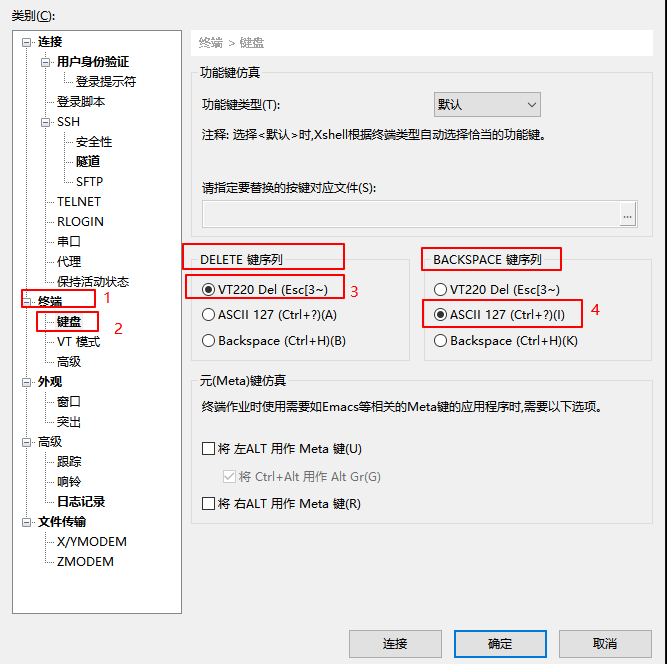 类别(C):
连接
用户身份验证
登录提示符
登录脚本
SSH
安全性
隧道
SFTP
TELNET
RLOGIN
串口
代理
保持活动状态
终端 1
键盘 2
VT 模式
高级
外观
窗口
突出
高级
跟踪
响铃
日志记录
文件传输
X/YMODEM
ZMODEM
终端 > 键盘
功能键仿真
功能键类型(T): 默认
注释: 选择<默认>时,Xshell根据终端类型自动选择恰当的功能键。
请指定要替换的按键对应文件(S):
...
DELETE 键序列
VT220 Del (Esc[3~) 3
ASCII 127 (Ctrl+?)(A)
Backspace (Ctrl+H)(B)
BACKSPACE 键序列
VT220 Del (Esc[3~)
ASCII 127 (Ctrl+?)(I) 4
Backspace (Ctrl+H)(K)
元(Meta)键仿真
终端作业时使用需要如Emacs等相关的Meta键的应用程序时,需要以下选项。
将 左ALT 用作 Meta 键(U)
将 Ctrl+Alt 用作 Alt Gr(G)
将 右ALT 用作 Meta 键(R)
连接 确定 取消